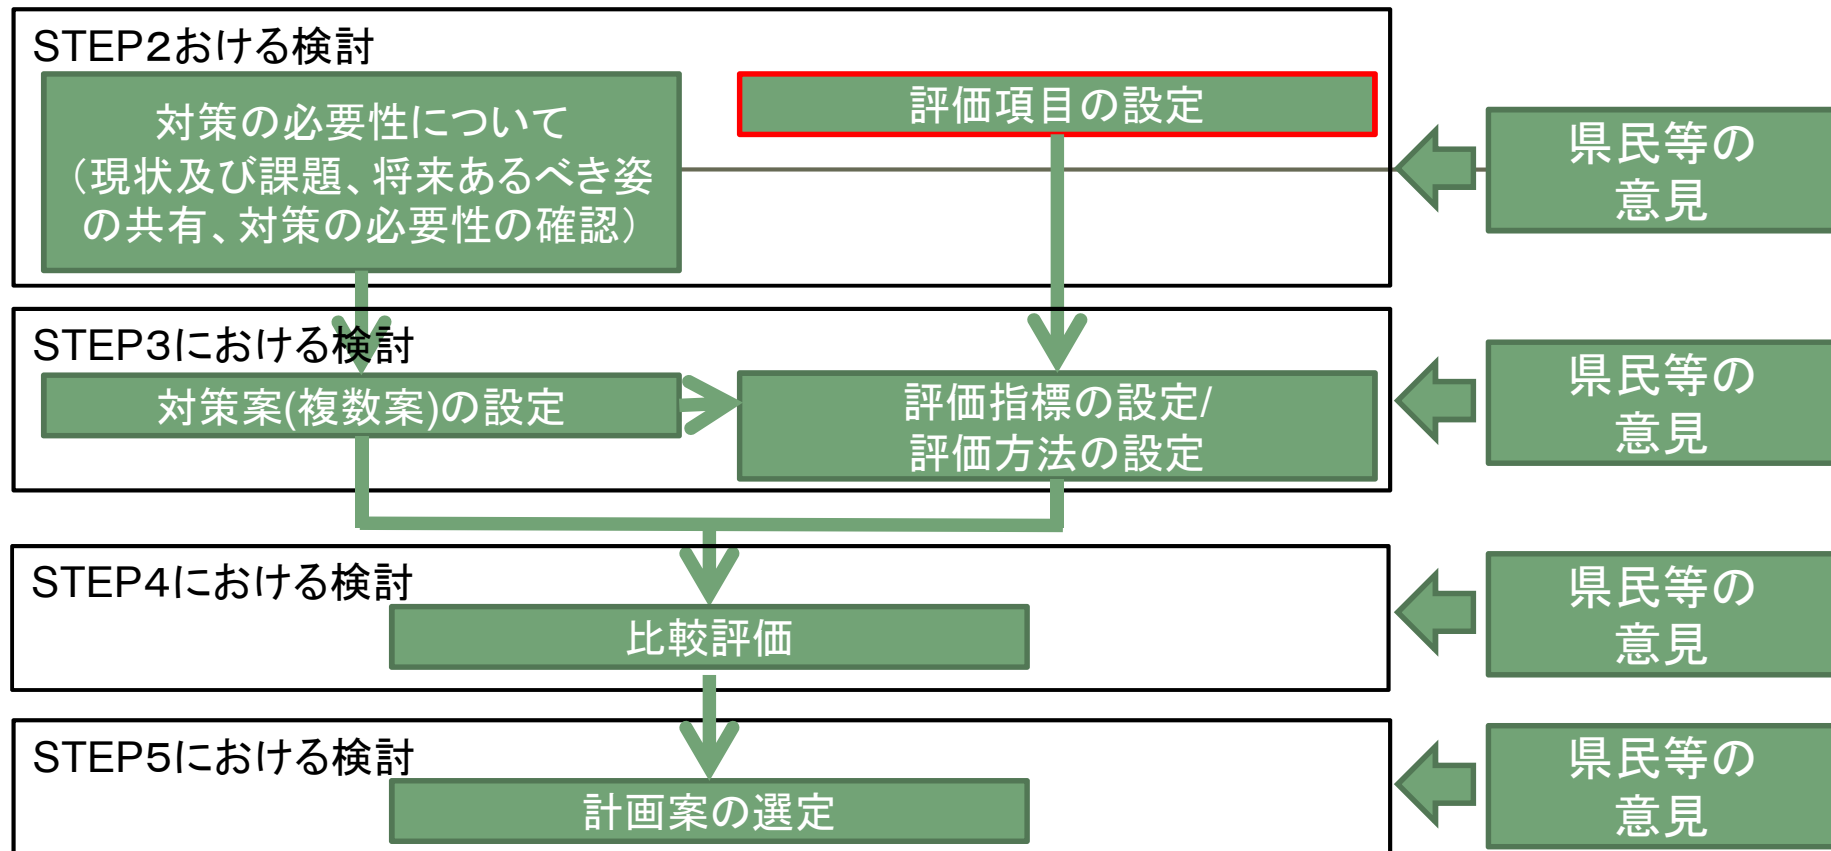 STEP2おける検討
対策の必要性について
（現状及び課題、将来あるべき姿
の共有、対策の必要性の確認）
評価項目の設定
県民等の
意見
STEP3における検討
対策案(複数案)の設定
評価指標の設定/
評価方法の設定
県民等の
意見
STEP4における検討
比較評価
県民等の
意見
STEP5における検討
計画案の選定
県民等の
意見